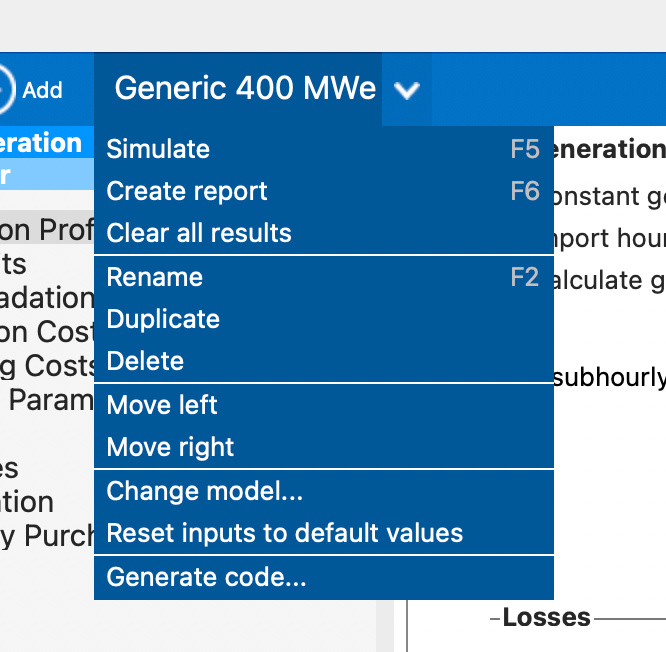 Add
Generic 400 MWe
eration
r
on Prof
ts
adation
on Cost
g Costs
Param
es
tion
y Purch
Simulate F5
Create report F6
Clear all results
Rename F2
Duplicate
Delete
Move left
Move right
Change model...
Reset inputs to default values
Generate code...
eneration
onstant ge
nport hour
alculate g
subhourly
Losses